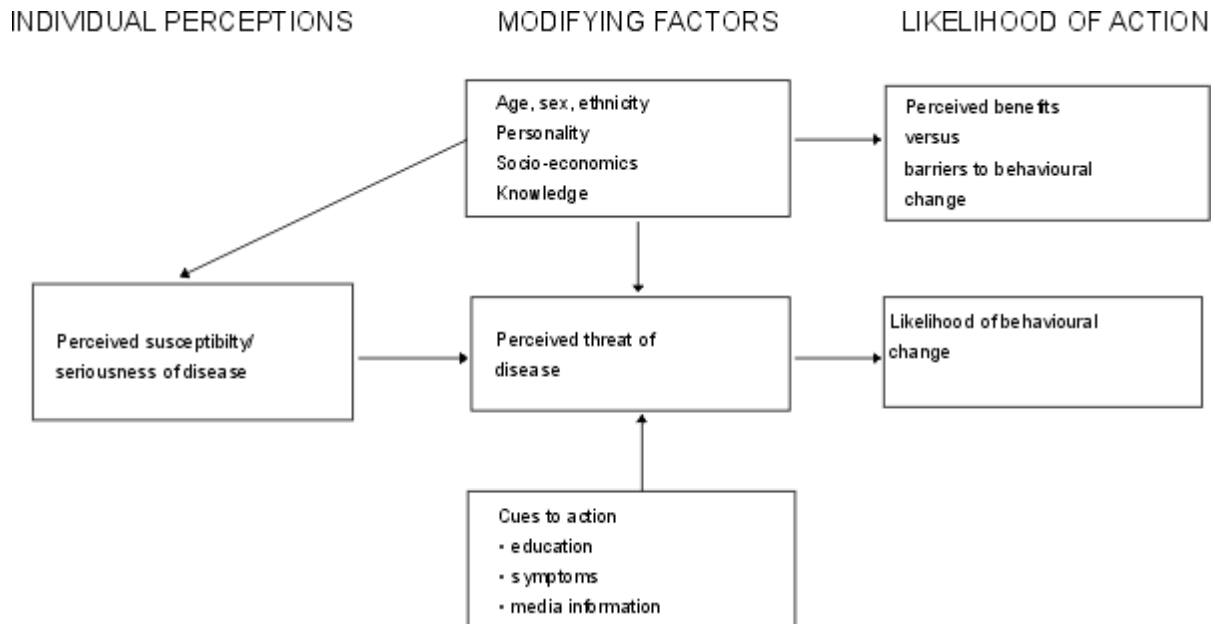 INDIVIDUAL PERCEPTIONS
MODIFYING FACTORS
LIKELIHOOD OF ACTION
Age, sex, ethnicity
Personality
Socio-economics
Knowledge
Perceived benefits
versus
barriers to behavioural
change
Perceived susceptibilty/
seriousness of disease
Perceived threat of
disease
Likelihood of behavioural
change
Cues to action
• education
• symptoms
• media information